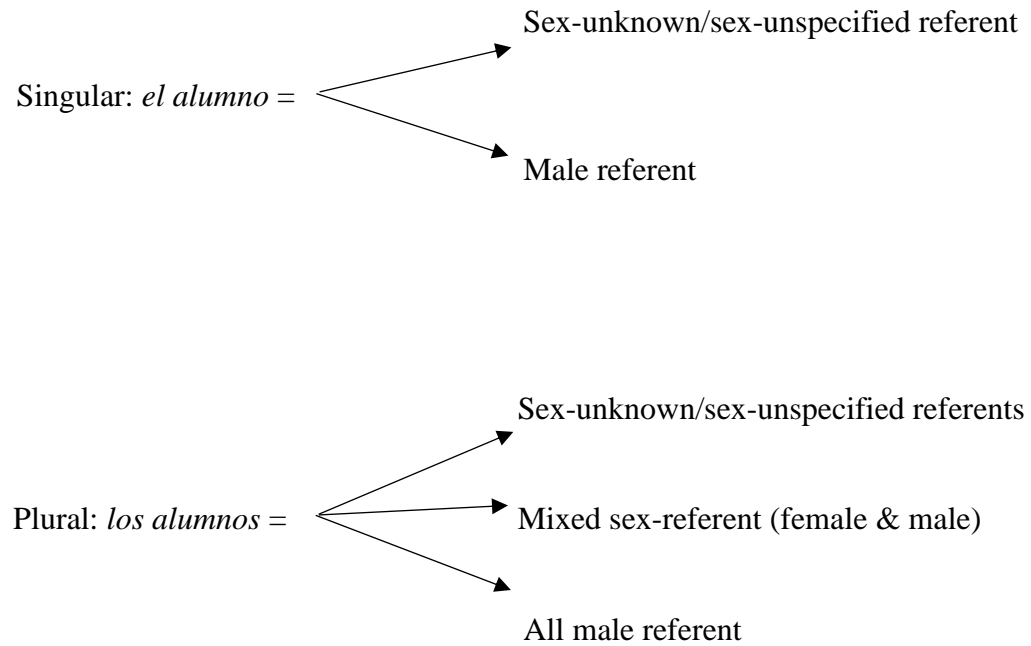 Sex-unknown/sex-unspecified referent
Singular: el alumno =
Male referent
Sex-unknown/sex-unspecified referents
Plural: los alumnos =
Mixed sex-referent (female & male)
All male referent